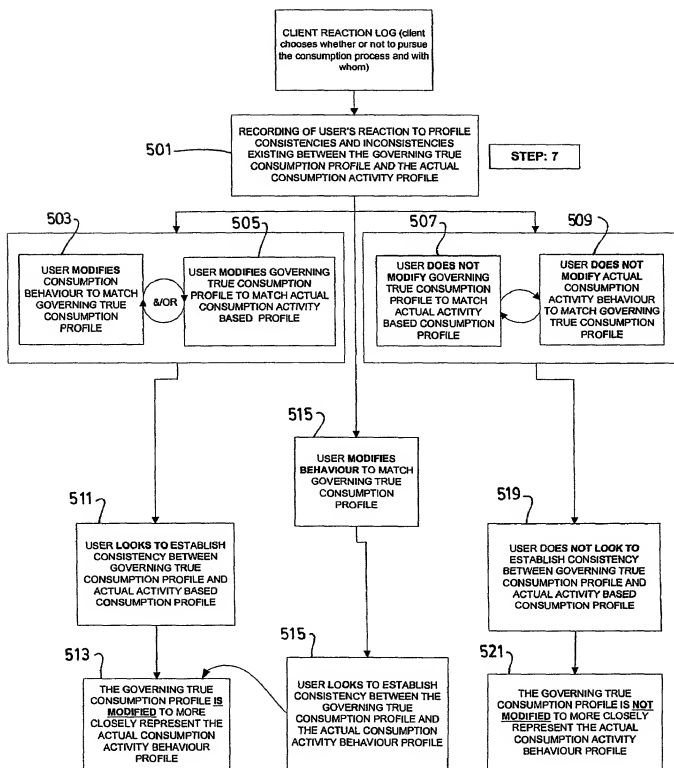 CLIENT REACTION LOG (client
chooses whether or not to pursue
the consumption process and with
whom)
501
RECORDING OF USER'S REACTION TO PROFILE
CONSISTENCIES AND INCONSISTENCIES
EXISTING BETWEEN THE GOVERNING TRUE
CONSUMPTION PROFILE AND THE ACTUAL
CONSUMPTION ACTIVITY PROFILE
STEP: 7
503
USER MODIFIES
CONSUMPTION
BEHAVIOUR TO MATCH
GOVERNING TRUE
CONSUMPTION
PROFILE
&/OR
505
USER MODIFIES GOVERNING
TRUE CONSUMPTION
PROFILE TO MATCH ACTUAL
CONSUMPTION ACTIVITY
BASED PROFILE
507
USER DOES NOT
MODIFY GOVERNING
TRUE CONSUMPTION
PROFILE TO MATCH
ACTUAL ACTIVITY
BASED CONSUMPTION
PROFILE
509
USER DOES NOT
MODIFY ACTUAL
CONSUMPTION
ACTIVITY BEHAVIOUR
TO MATCH GOVERNING
TRUE CONSUMPTION
PROFILE
515
USER MODIFIES
BEHAVIOUR TO MATCH
GOVERNING TRUE
CONSUMPTION
PROFILE
511
USER LOOKS TO ESTABLISH
CONSISTENCY BETWEEN
GOVERNING TRUE
CONSUMPTION PROFILE AND
ACTUAL ACTIVITY BASED
CONSUMPTION PROFILE
519
USER DOES NOT LOOK TO
ESTABLISH CONSISTENCY
BETWEEN GOVERNING TRUE
CONSUMPTION PROFILE AND
ACTUAL ACTIVITY BASED
CONSUMPTION PROFILE
513
THE GOVERNING TRUE
CONSUMPTION PROFILE IS
MODIFIED TO MORE
CLOSELY REPRESENT THE
ACTUAL CONSUMPTION
ACTIVITY BEHAVIOUR
PROFILE
515
USER LOOKS TO ESTABLISH
CONSISTENCY BETWEEN THE
GOVERNING TRUE
CONSUMPTION PROFILE AND
THE ACTUAL CONSUMPTION
ACTIVITY BEHAVIOUR PROFILE
521
THE GOVERNING TRUE
CONSUMPTION PROFILE IS NOT
MODIFIED TO MORE CLOSELY
REPRESENT THE ACTUAL
CONSUMPTION ACTIVITY
BEHAVIOUR PROFILE